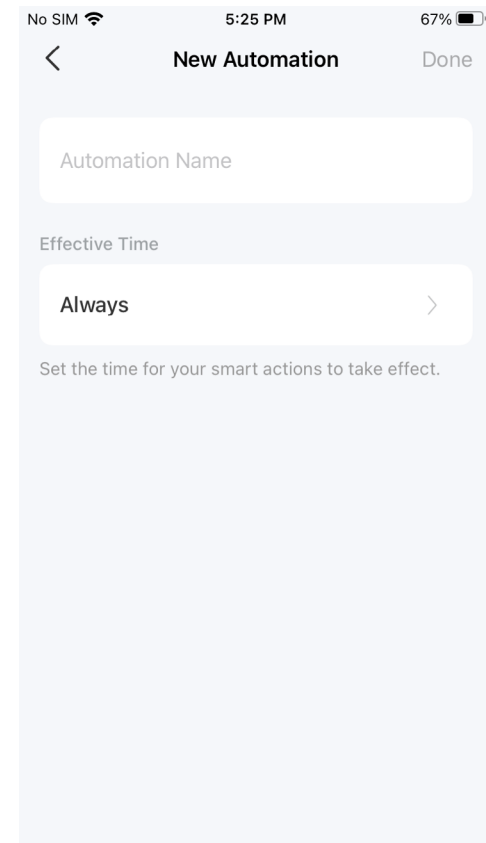 No SIM 5:25 PM 67%
New Automation Done
Automation Name
Effective Time
Always
Set the time for your smart actions to take effect.